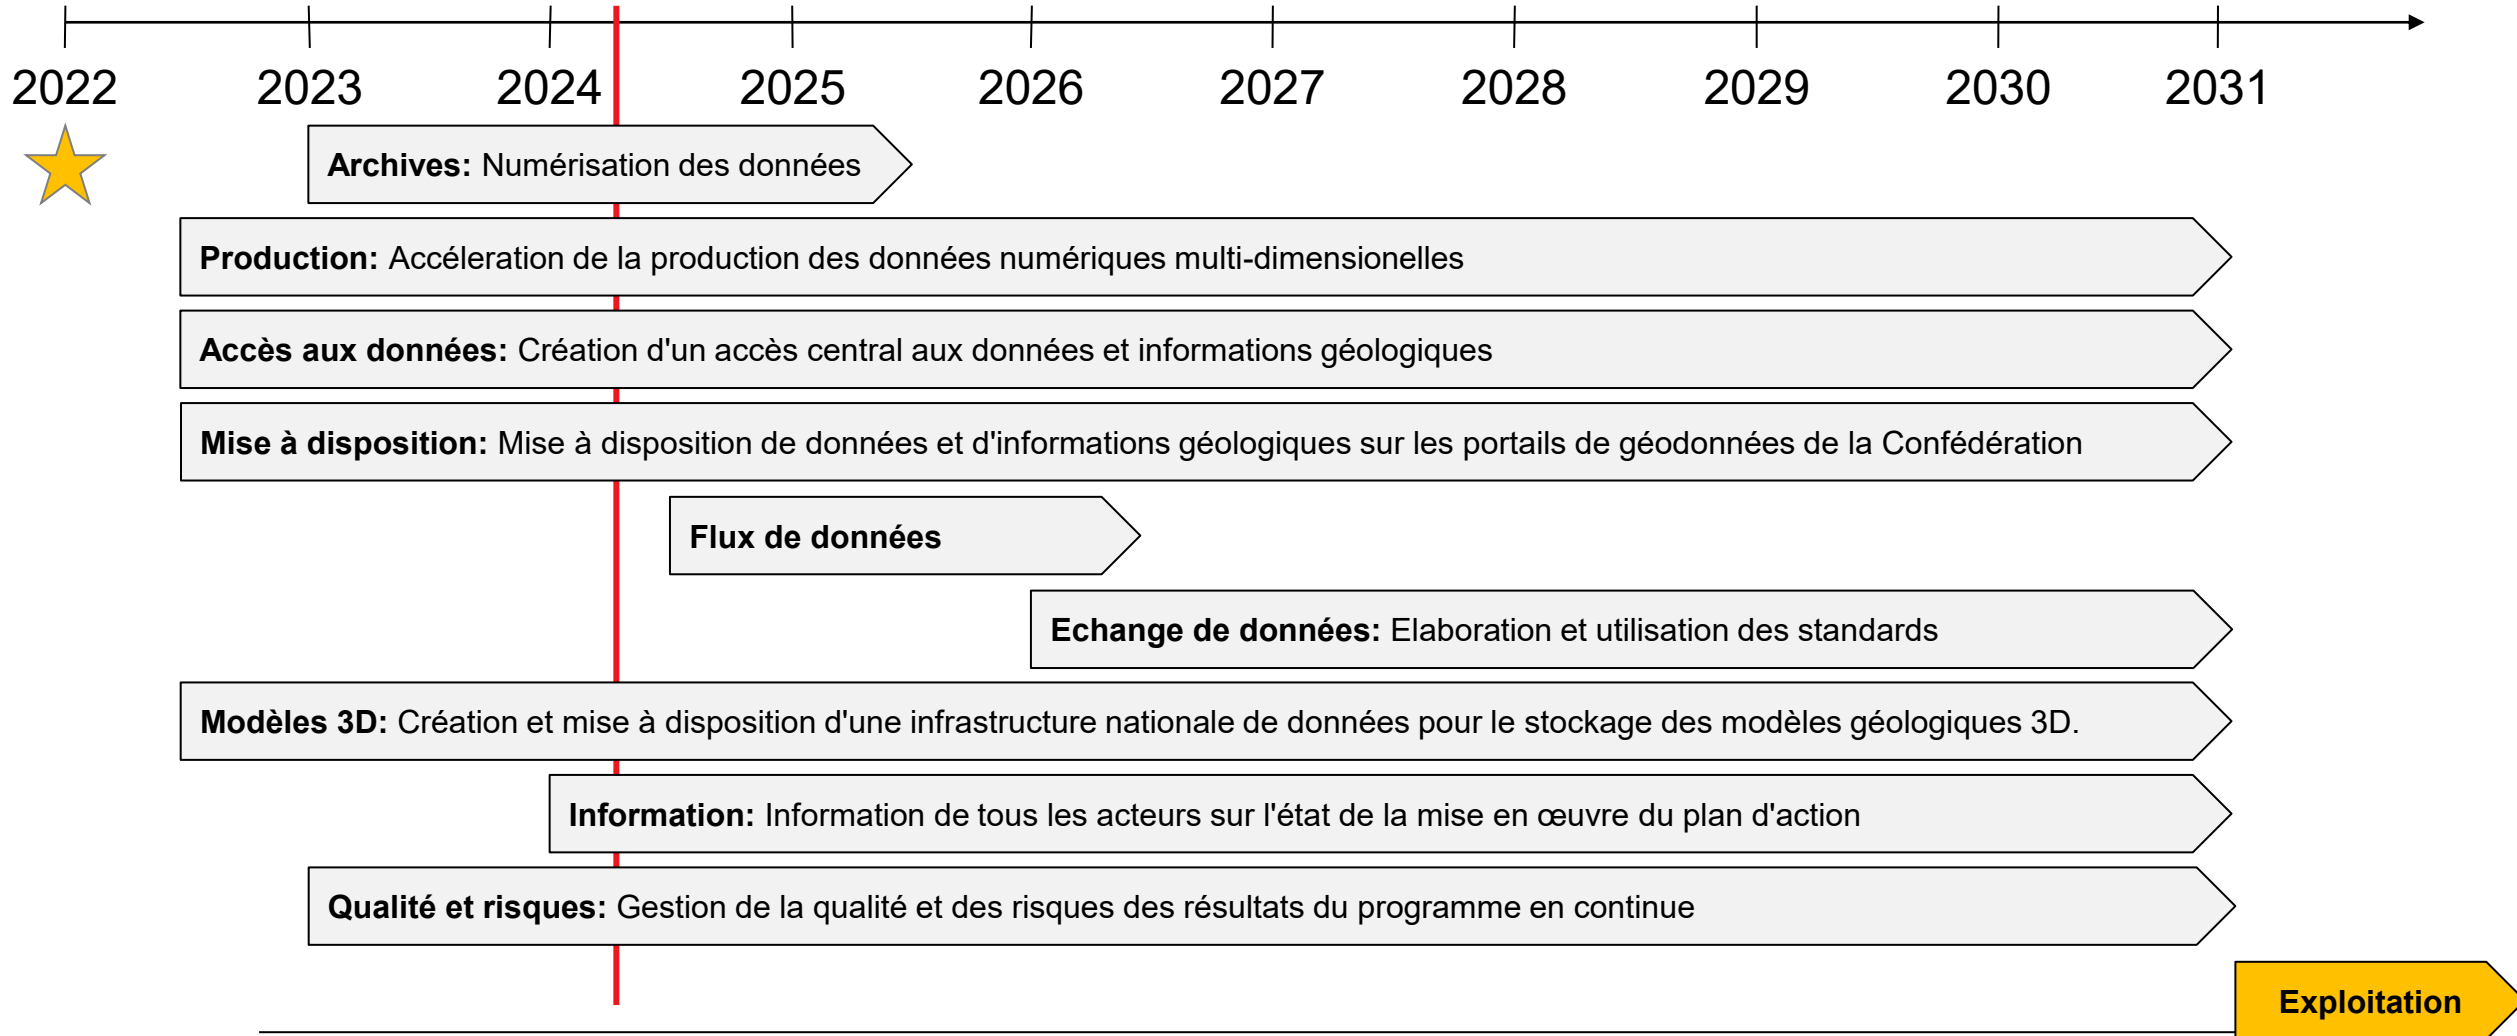 2022 2023 2024 2025 2026 2027 2028 2029 2030 2031
Archives: Numérisation des données
Production: Accéleration de la production des données numériques multi-dimensionelles
Accès aux données: Création d'un accès central aux données et informations géologiques
Mise à disposition: Mise à disposition de données et d'informations géologiques sur les portails de géodonnées de la Confédération
Flux de données
Echange de données: Elaboration et utilisation des standards
Modèles 3D: Création et mise à disposition d'une infrastructure nationale de données pour le stockage des modèles géologiques 3D.
Information: Information de tous les acteurs sur l'état de la mise en œuvre du plan d'action
Qualité et risques: Gestion de la qualité et des risques des résultats du programme en continue
Exploitation